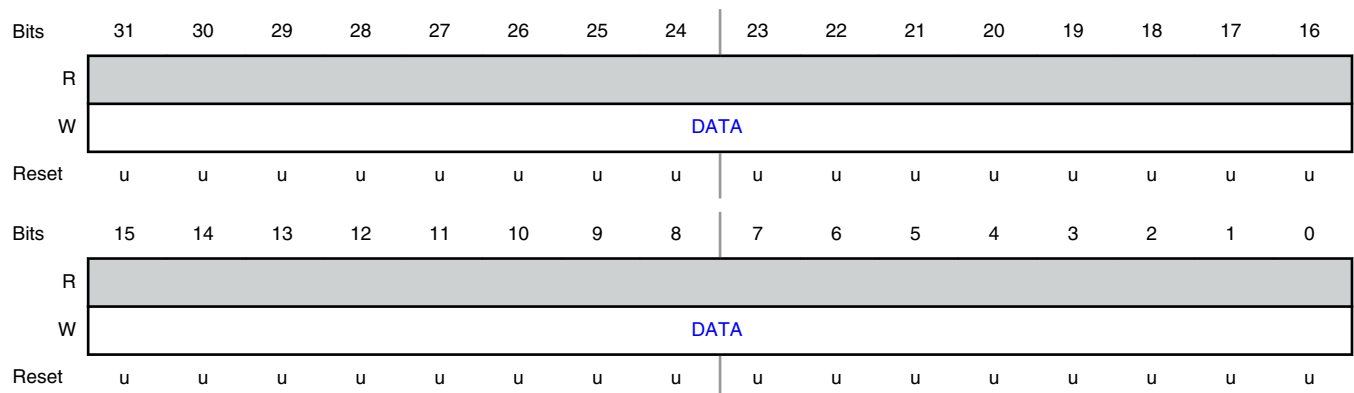 Bits 31 30 29 28 27 26 25 24 23 22 21 20 19 18 17 16
R
W DATA
Reset u u u u u u u u u u u u u u u u
Bits 15 14 13 12 11 10 9 8 7 6 5 4 3 2 1 0
R
W DATA
Reset u u u u u u u u u u u u u u u u